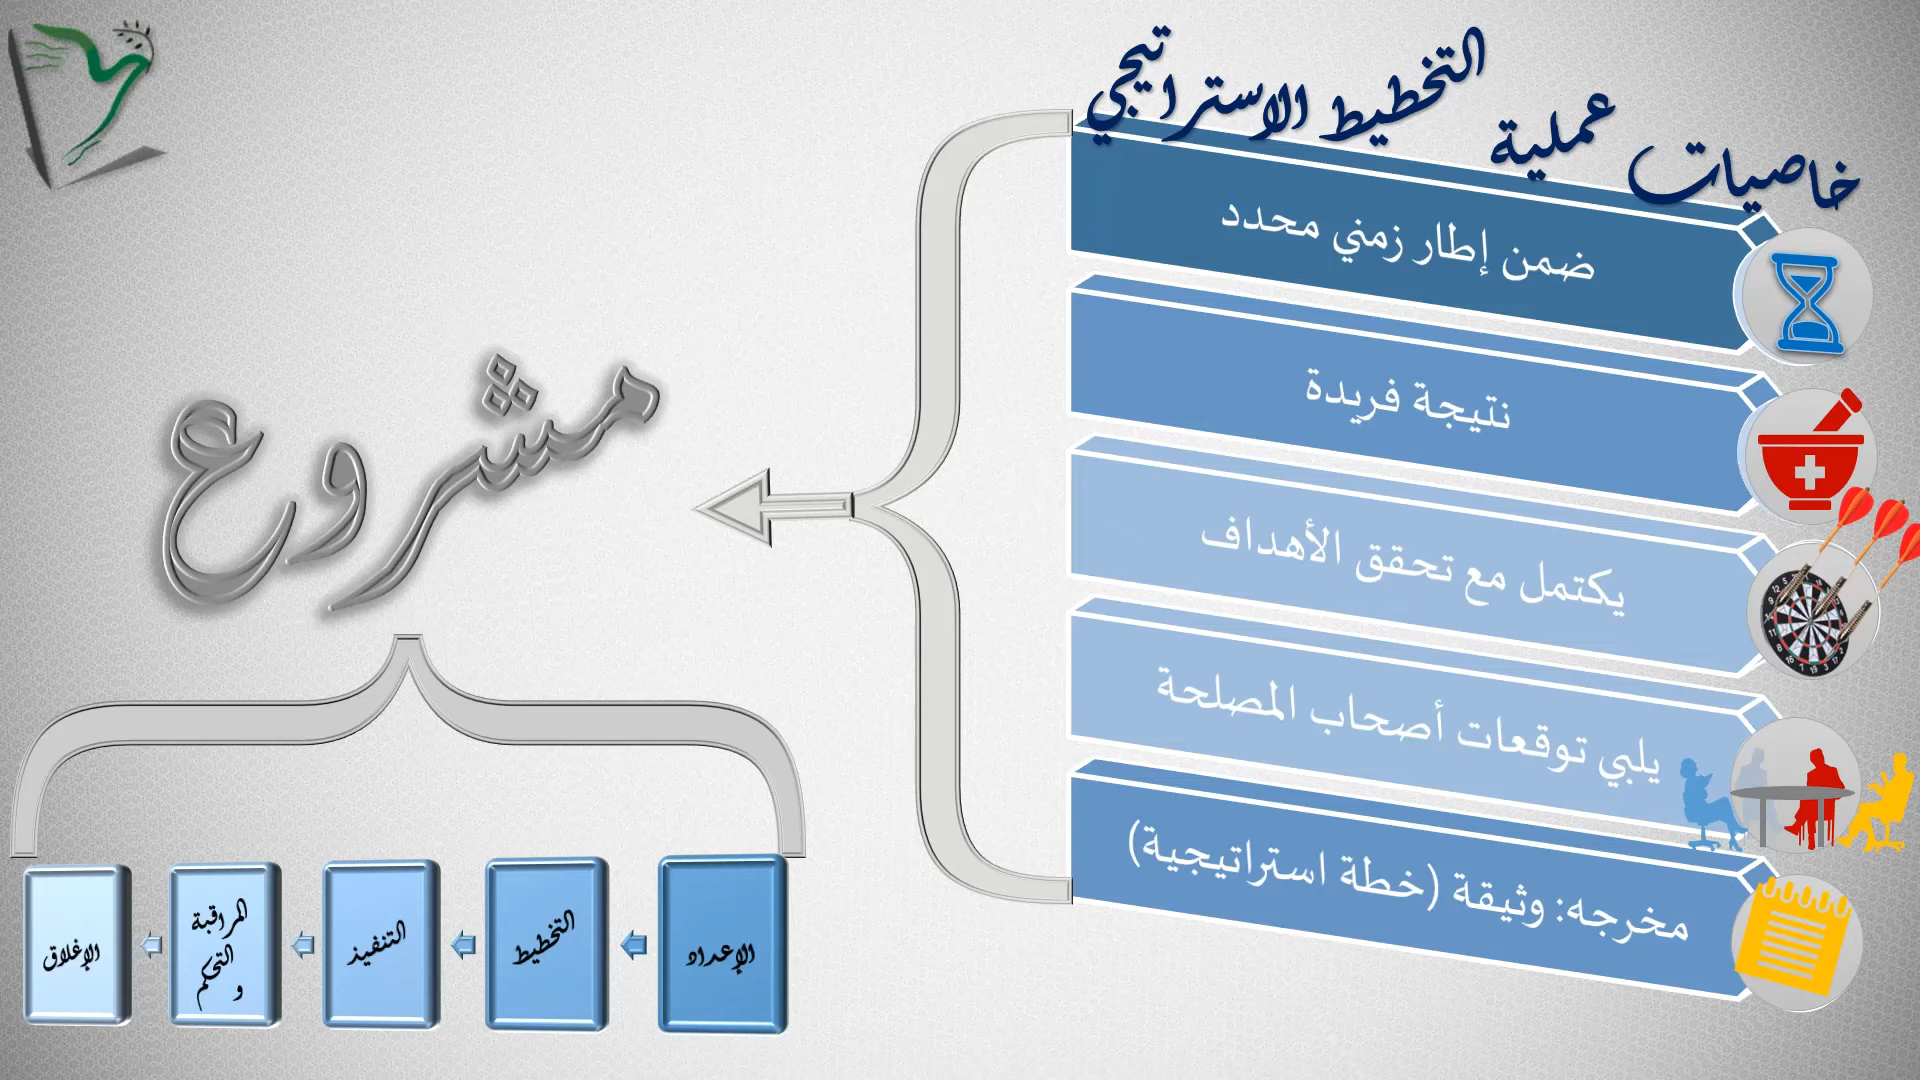 خاصيات عملية التخطيط الاستراتيجي
ضمن إطار زمني محدد
نتيجة فريدة
يكتمل مع تحقق الأهداف
يلبي توقعات أصحاب المصلحة
مخرجه: وثيقة (خطة استراتيجية)
مشروع
الإعداد
التخطيط
التنفيذ
المراقبة
و التحكم
الإغلاق